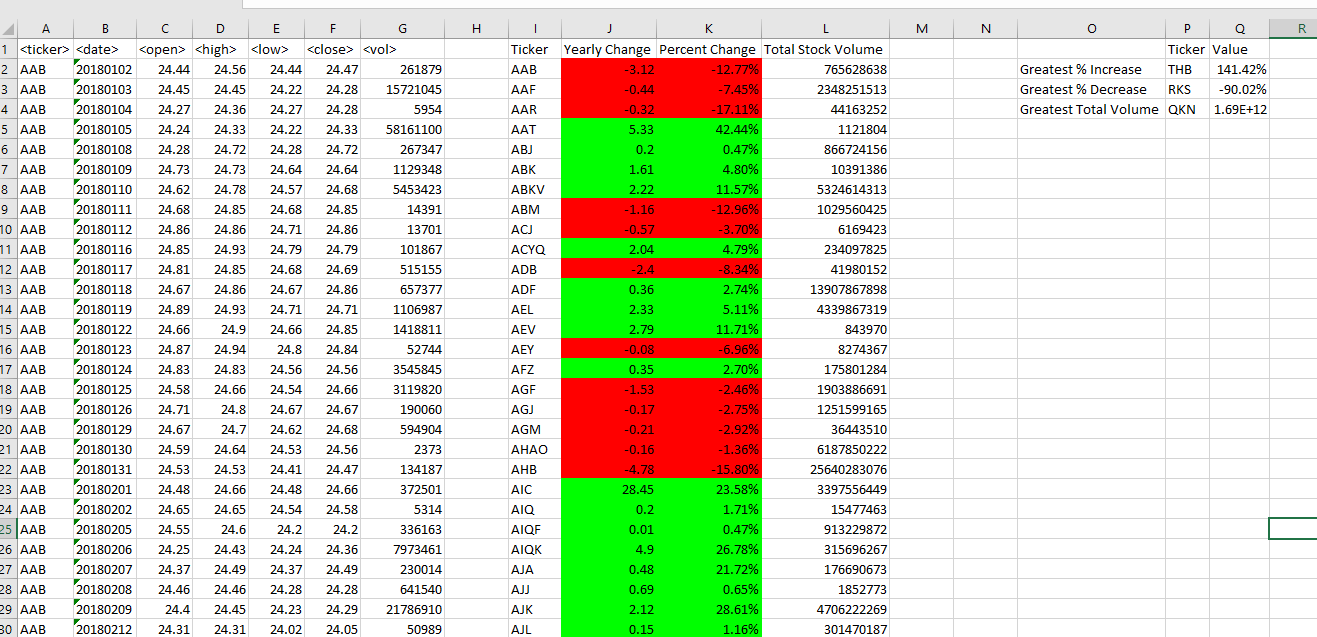 A B C D E F G H I J K L M N O P Q R
1 <ticker> <date> <open> <high> <low> <close> <vol> Ticker Yearly Change Percent Change Total Stock Volume Ticker Value
2 AAB 20180102 24.44 24.56 24.44 24.47 261879 AAB -3.12 -12.77% 765628638 Greatest % Increase THB 141.42%
3 AAB 20180103 24.45 24.45 24.22 24.28 15721045 AAF -0.44 -7.45% 2348251513 Greatest % Decrease RKS -90.02%
4 AAB 20180104 24.27 24.36 24.27 24.28 5954 AAR -0.32 -17.11% 44163252 Greatest Total Volume QKN 1.69E+12
5 AAB 20180105 24.24 24.33 24.22 24.33 58161100 AAT 5.33 42.44% 1121804
6 AAB 20180108 24.28 24.72 24.28 24.72 267347 ABJ 0.2 0.47% 866724156
7 AAB 20180109 24.73 24.73 24.64 24.64 1129348 ABK 1.61 4.80% 10391386
8 AAB 20180110 24.62 24.78 24.57 24.68 5453423 ABKV 2.22 11.57% 5324614313
9 AAB 20180111 24.68 24.85 24.68 24.85 14391 ABM -1.16 -12.96% 1029560425
10 AAB 20180112 24.86 24.86 24.71 24.86 13701 ACJ -0.57 -3.70% 6169423
11 AAB 20180116 24.85 24.93 24.79 24.79 101867 ACYQ 2.04 4.79% 234097825
12 AAB 20180117 24.81 24.85 24.68 24.69 515155 ADB -2.4 -8.34% 41980152
13 AAB 20180118 24.67 24.86 24.67 24.86 657377 ADF 0.36 2.74% 13907867898
14 AAB 20180119 24.89 24.93 24.71 24.71 1106987 AEL 2.33 5.11% 4339867319
15 AAB 20180122 24.66 24.9 24.66 24.85 1418811 AEV 2.79 11.71% 843970
16 AAB 20180123 24.87 24.94 24.8 24.84 52744 AEY -0.08 -6.96% 8274367
17 AAB 20180124 24.83 24.83 24.56 24.56 3545845 AFZ 0.35 2.70% 175801284
18 AAB 20180125 24.58 24.66 24.54 24.66 3119820 AGF -1.53 -2.46% 1903886691
19 AAB 20180126 24.71 24.8 24.67 24.67 190060 AGJ -0.17 -2.75% 1251599165
20 AAB 20180129 24.67 24.7 24.62 24.68 594904 AGM -0.21 -2.92% 36443510
21 AAB 20180130 24.59 24.64 24.53 24.56 2373 AHAO -0.16 -1.36% 6187850222
22 AAB 20180131 24.53 24.53 24.41 24.47 134187 AHB -4.78 -15.80% 25640283076
23 AAB 20180201 24.48 24.66 24.48 24.66 372501 AIC 28.45 23.58% 3397556449
24 AAB 20180202 24.65 24.65 24.54 24.58 5314 AIQ 0.2 1.71% 15477463
25 AAB 20180205 24.55 24.6 24.2 24.2 336163 AIQF 0.01 0.47% 913229872
26 AAB 20180206 24.25 24.43 24.24 24.36 7973461 AIQK 4.9 26.78% 315696267
27 AAB 20180207 24.37 24.49 24.37 24.49 230014 AJA 0.48 21.72% 176690673
28 AAB 20180208 24.46 24.46 24.28 24.28 641540 AJJ 0.69 0.65% 1852773
29 AAB 20180209 24.4 24.45 24.23 24.29 21786910 AJK 2.12 28.61% 4706222269
30 AAB 20180212 24.31 24.31 24.02 24.05 50989 AJL 0.15 1.16% 301470187